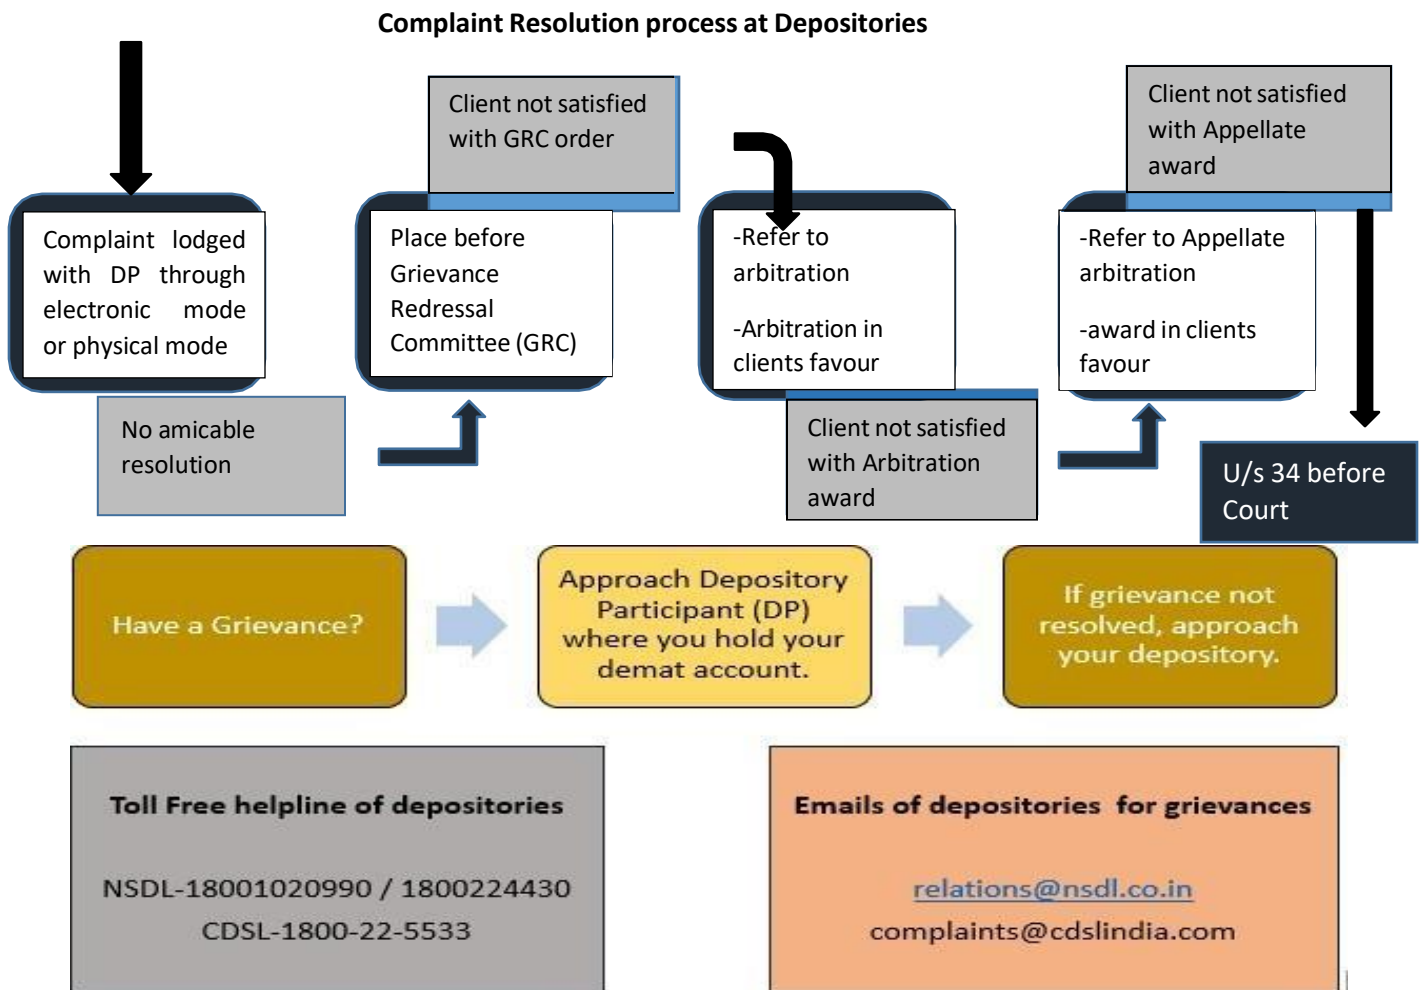 Complaint Resolution process at Depositories
Client not satisfied
with GRC order
Client not satisfied
with Appellate
award
Complaint lodged
with DP through
electronic mode
or physical mode
Place before
Grievance
Redressal
Committee (GRC)
-Refer to
arbitration
-Arbitration in
clients favour
-Refer to Appellate
arbitration
-award in clients
favour
No amicable
resolution
Client not satisfied
with Arbitration
award
U/s 34 before
Court
Have a Grievance?
Approach Depository
Participant (DP)
where you hold your
demat account.
If grievance not
resolved, approach
your depository.
Toll Free helpline of depositories
NSDL-18001020990 / 1800224430
CDSL-1800-22-5533
Emails of depositories for grievances
relations@nsdl.co.in
complaints@cdslindia.com